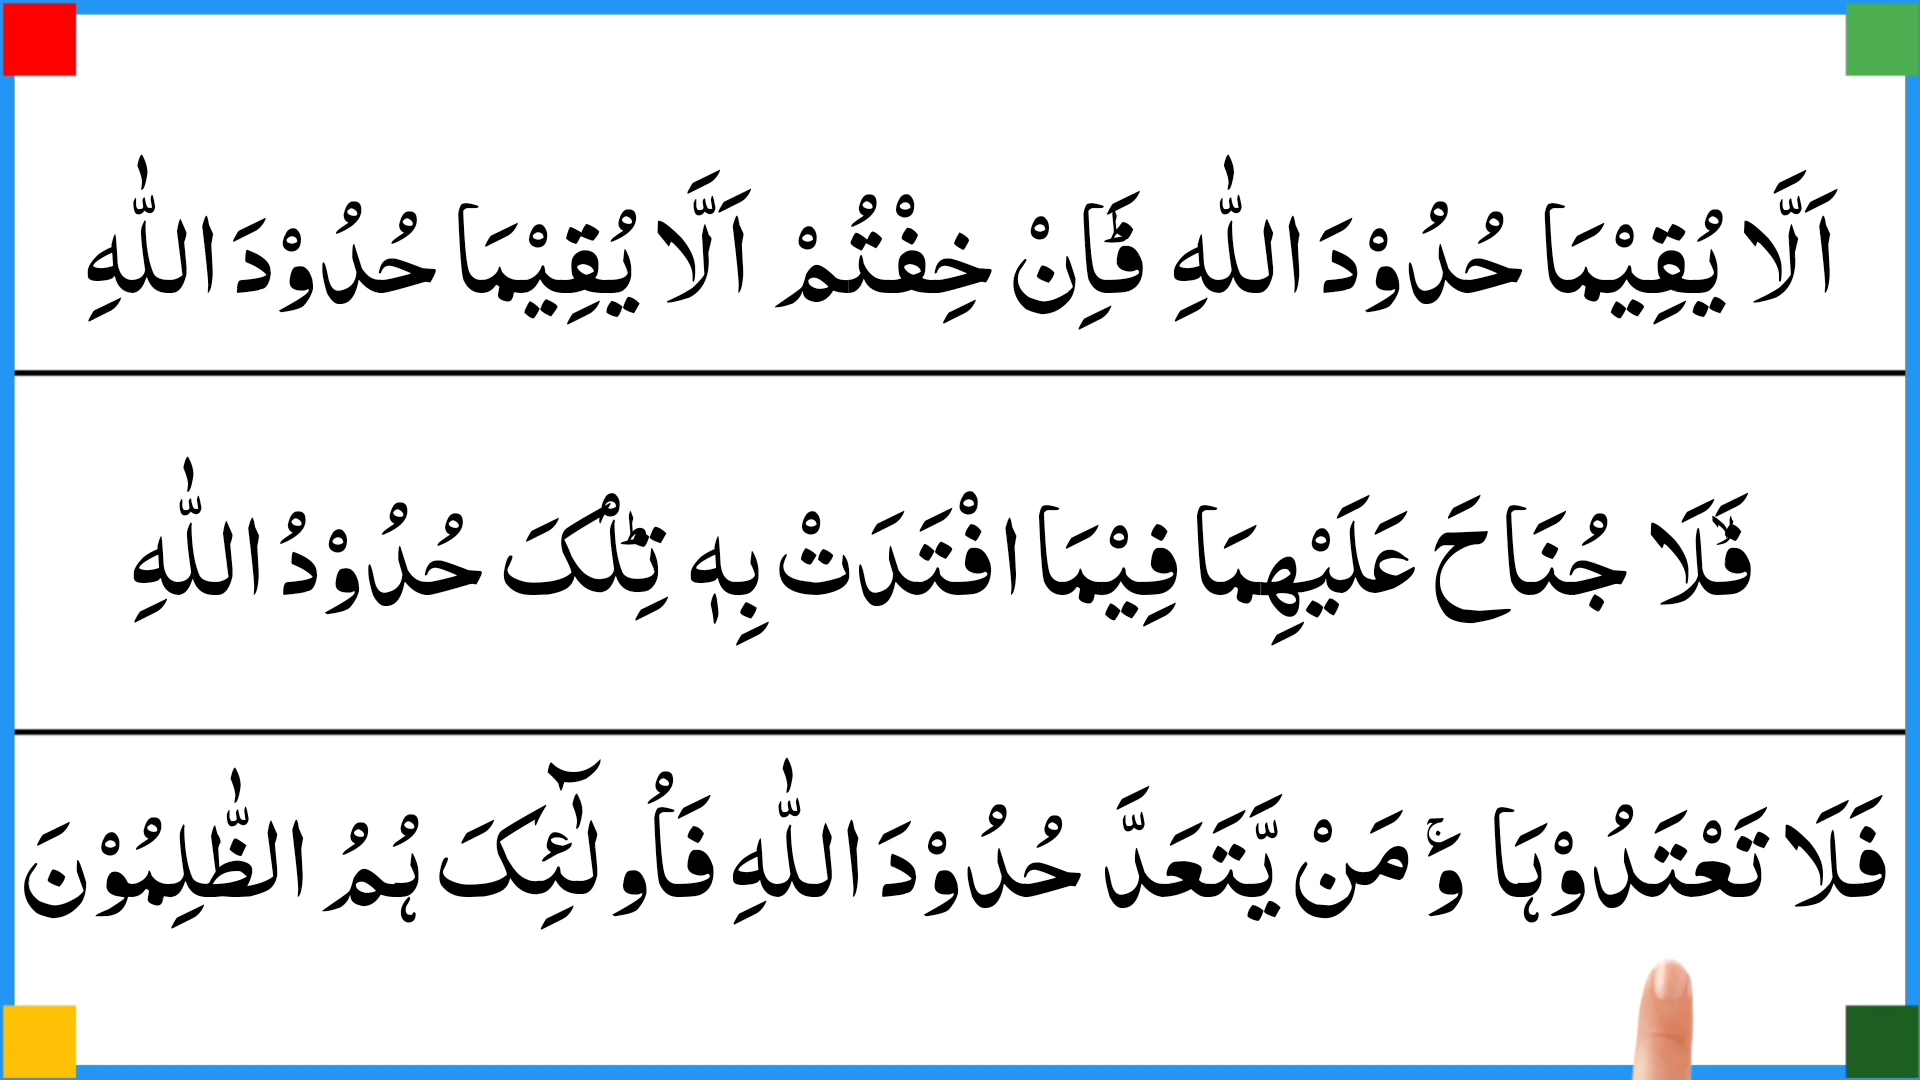 اَلَّا يُقِيْمَا حُدُوْدَ اللّٰهِ ؕ فَاِنْ خِفْتُمْ اَلَّا يُقِيْمَا حُدُوْدَ اللّٰهِ
ۙ فَلَا جُنَاحَ عَلَيْهِمَا فِيْمَا افْتَدَتْ بِهٖ ؕ تِلْکَ حُدُوْدُ اللّٰهِ
فَلَا تَعْتَدُوْہَا ۚ وَ مَنْ يَّتَعَدَّ حُدُوْدَ اللّٰهِ فَاُولٰٓئِکَ ہُمُ الظّٰلِمُوْنَ